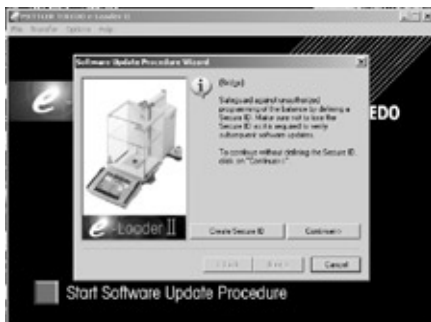 METTLER TOLEDO e-Loader II
File Transfer Options Help
Software Update Procedure Wizard
(Bridge)
Safeguard against unauthorized
programming of the balance by defining a
Secure ID. Make sure not to lose the
Secure ID as it is required to verify
subsequent software updates.
To continue without defining the Secure ID,
click on "Continue>"
e
EDO
e-Loader II
Create Secure ID
Continue>
Cancel
Start Software Update Procedure